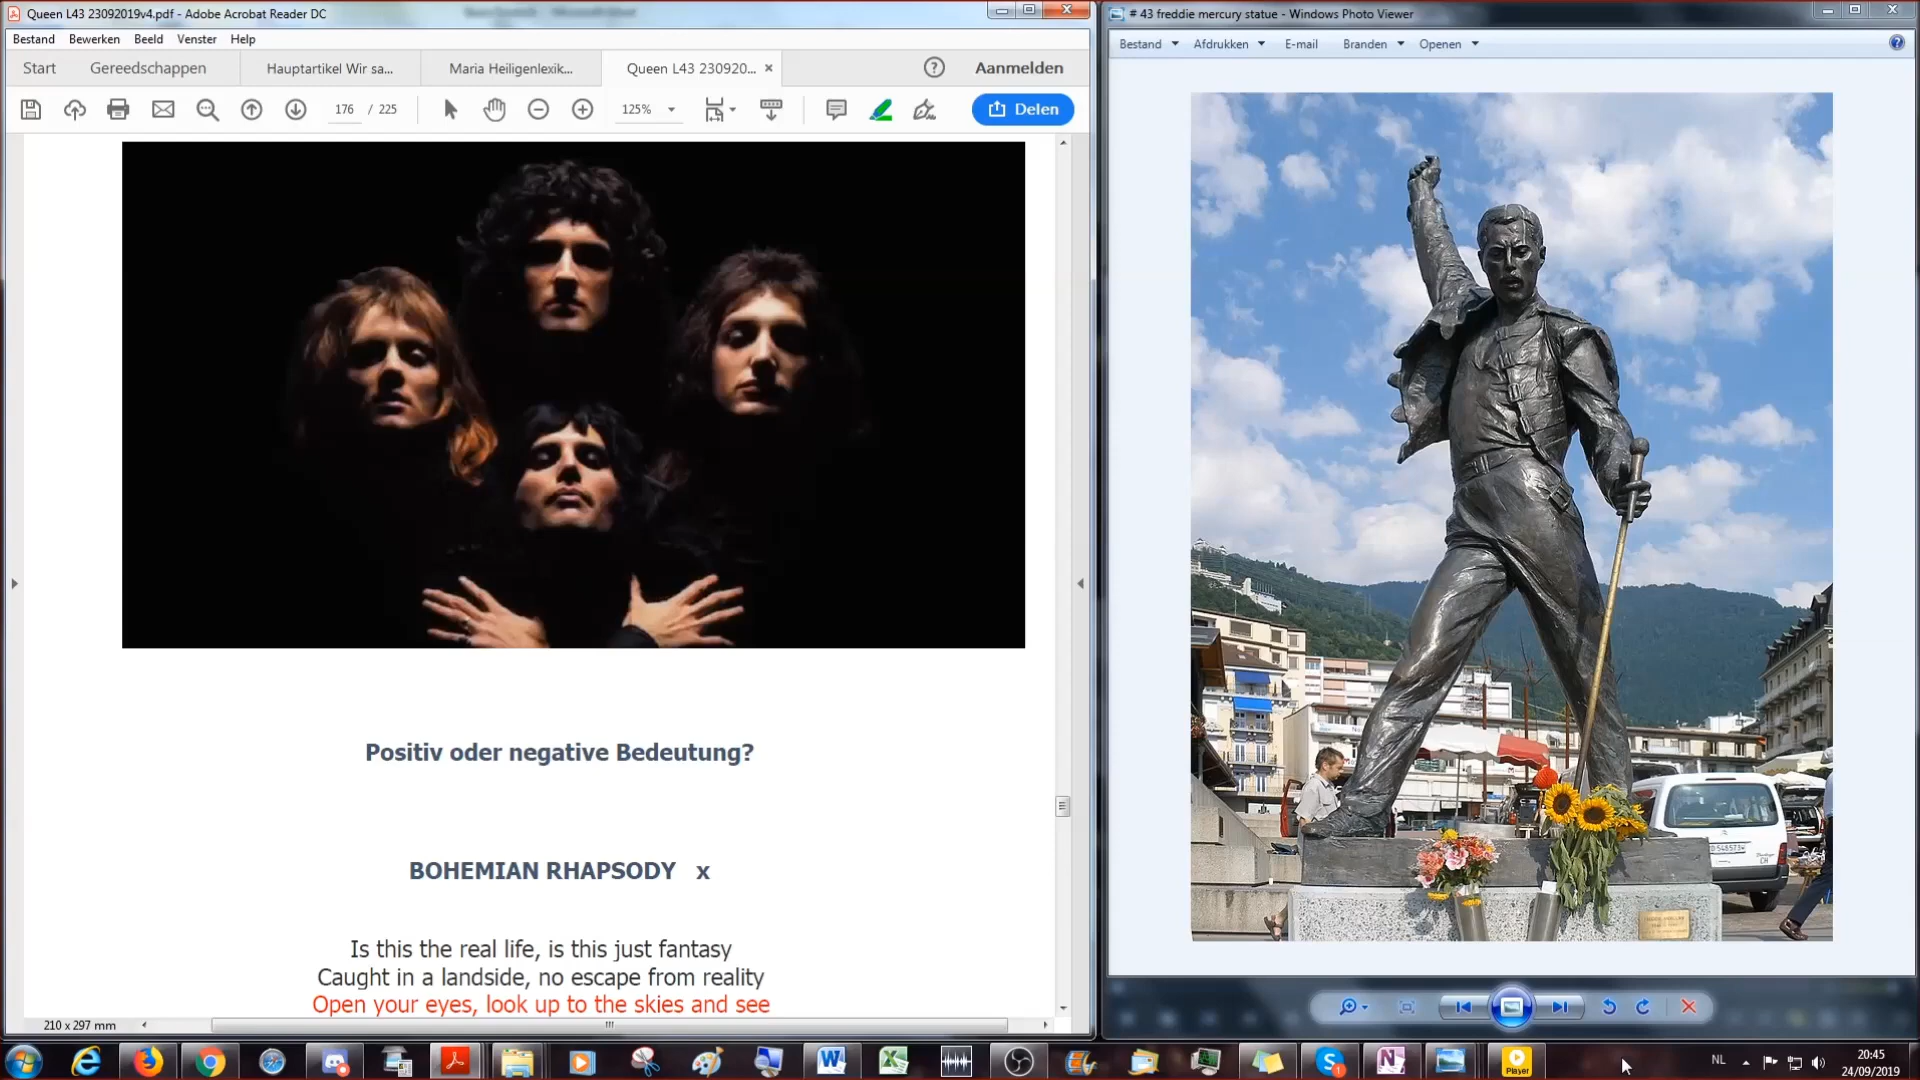 Queen L43 23092019v4.pdf - Adobe Acrobat Reader DC
Bestand Bewerken Beeld Venster Help
Start Gereedschappen Hauptartikel Wir sa... Maria Heiligenlexik... Queen L43 230920... × Aanmelden
176 / 225 125% Delen
Positiv oder negative Bedeutung?
BOHEMIAN RHAPSODY x
Is this the real life, is this just fantasy
Caught in a landside, no escape from reality
Open your eyes, look up to the skies and see
210 x 297 mm
# 43 freddie mercury statue - Windows Photo Viewer
Bestand Afdrukken E-mail Branden Openen
Player
NL
20:45
24/09/2019